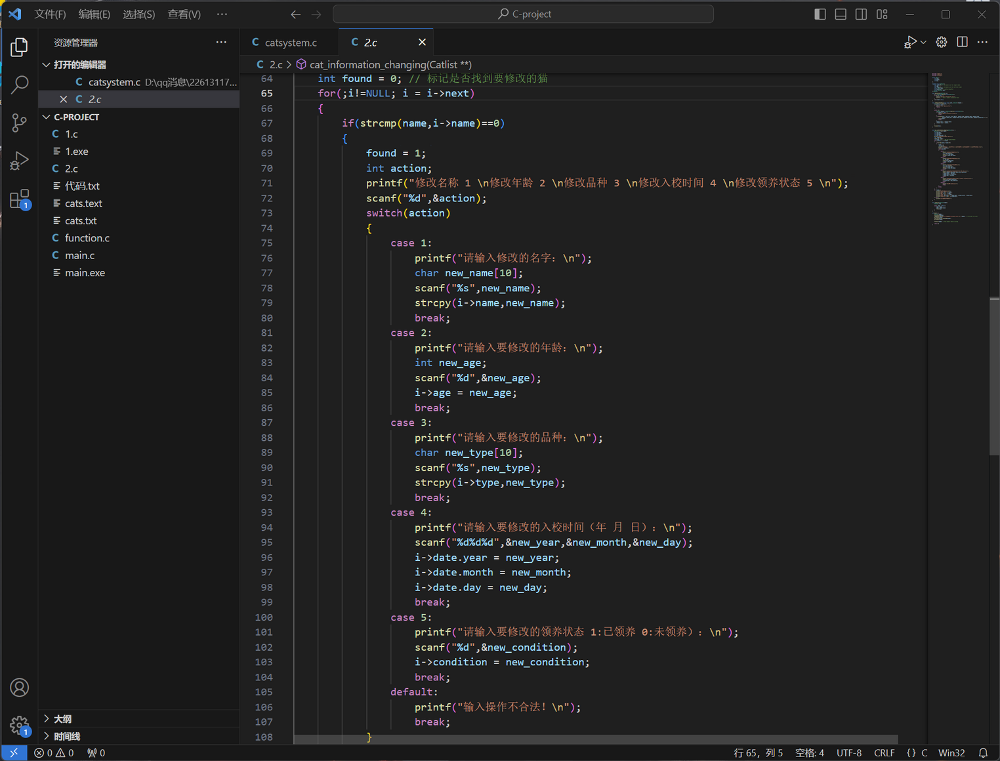 文件(F) 编辑(E) 选择(S) 查看(V) ··· C-project
资源管理器 ···
catsystem.c 2.c
打开的编辑器
catsystem.c D:\qq消息\22613117...
2.c
C-PROJECT
1.c
1.exe
2.c
代码.txt
cats.text
cats.txt
function.c
main.c
main.exe
大纲
时间线
2.c > cat_information_changing(Catlist **)
64 int found = 0; // 标记是否找到要修改的猫
65 for(;i!=NULL; i = i->next)
66 {
67 if(strcmp(name,i->name)==0)
68 {
69 found = 1;
70 int action;
71 printf("修改名称 1 \n修改年龄 2 \n修改品种 3 \n修改入校时间 4 \n修改领养状态 5 \n");
72 scanf("%d",&action);
73 switch(action)
74 {
75 case 1:
76 printf("请输入修改的名字：\n");
77 char new_name[10];
78 scanf("%s",new_name);
79 strcpy(i->name,new_name);
80 break;
81 case 2:
82 printf("请输入要修改的年龄：\n");
83 int new_age;
84 scanf("%d",&new_age);
85 i->age = new_age;
86 break;
87 case 3:
88 printf("请输入要修改的品种：\n");
89 char new_type[10];
90 scanf("%s",new_type);
91 strcpy(i->type,new_type);
92 break;
93 case 4:
94 printf("请输入要修改的入校时间（年 月 日）：\n");
95 scanf("%d%d%d",&new_year,&new_month,&new_day);
96 i->date.year = new_year;
97 i->date.month = new_month;
98 i->date.day = new_day;
99 break;
100 case 5:
101 printf("请输入要修改的领养状态 1:已领养 0:未领养）：\n");
102 scanf("%d",&new_condition);
103 i->condition = new_condition;
104 break;
105 default:
106 printf("输入操作不合法！\n");
107 break;
108 }
0 0 0 行 65，列 5 空格: 4 UTF-8 CRLF {} C Win32